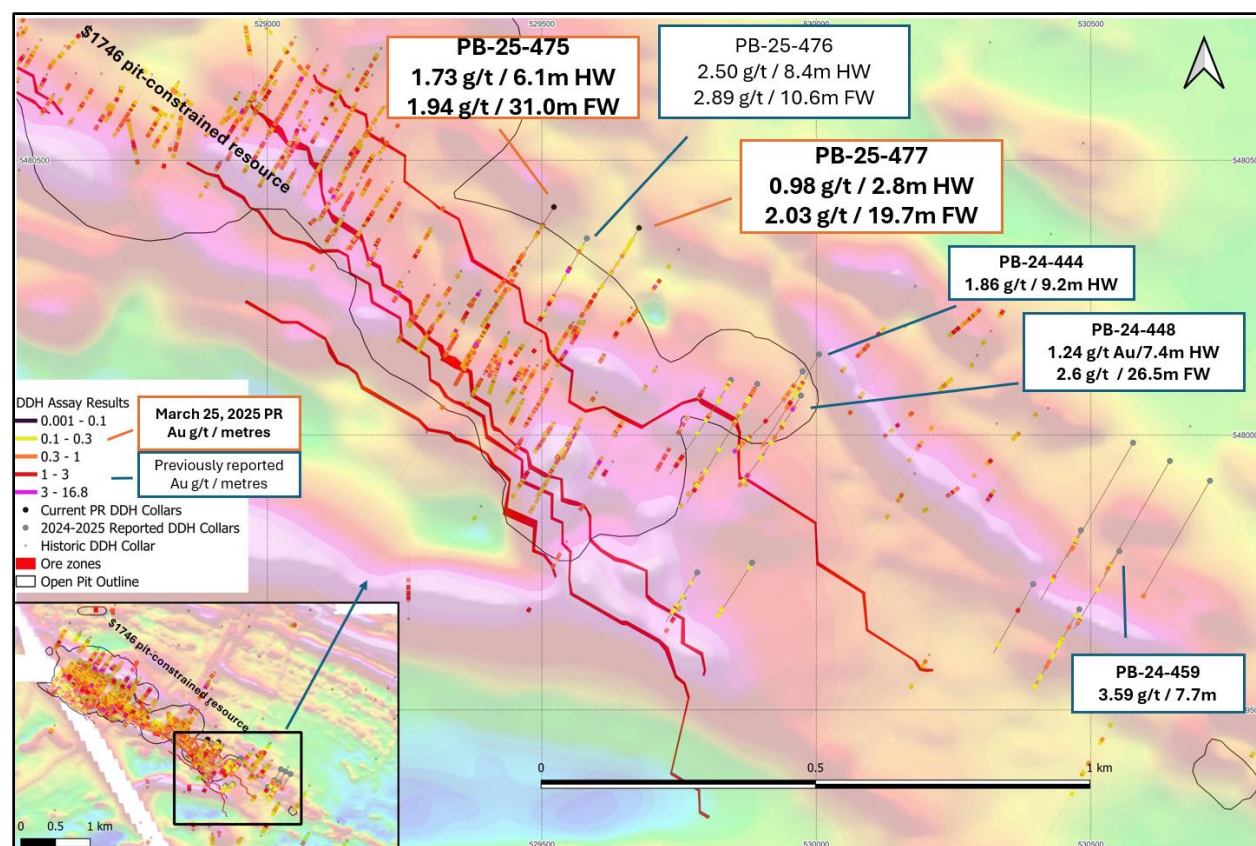 529000
529500
530000
530500
$1746 pit-constrained resource
PB-25-475
1.73 g/t / 6.1m HW
1.94 g/t / 31.0m FW
PB-25-476
2.50 g/t / 8.4m HW
2.89 g/t / 10.6m FW
5480500
PB-25-477
0.98 g/t / 2.8m HW
2.03 g/t / 19.7m FW
PB-24-444
1.86 g/t / 9.2m HW
PB-24-448
1.24 g/t Au/7.4m HW
2.6 g/t / 26.5m FW
DDH Assay Results
0.001 - 0.1
0.1 - 0.3
0.3 - 1
1 - 3
3 - 16.8
March 25, 2025 PR
Au g/t / metres
Previously reported
Au g/t / metres
Current PR DDH Collars
2024-2025 Reported DDH Collars
Historic DDH Collar
Ore zones
Open Pit Outline
PB-24-459
3.59 g/t / 7.7m
$1746 pit-constrained resource
0 0.5 1 km
0 0.5 1 km
529500
530000
530500